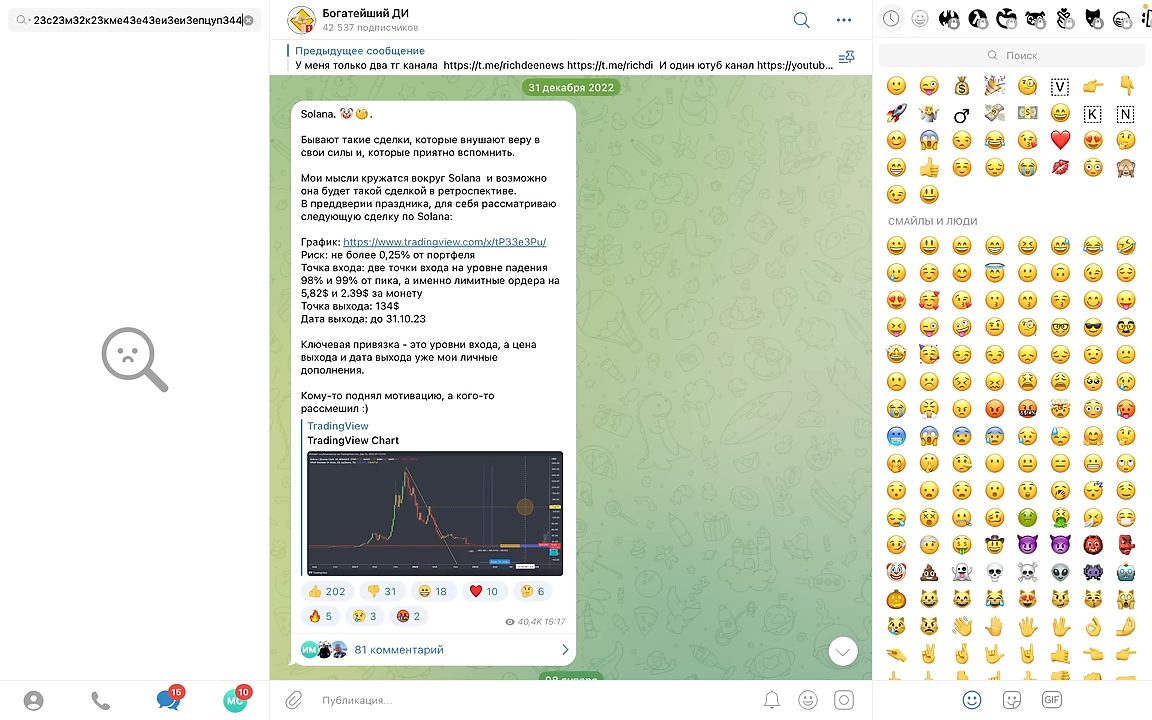 23с23м32к23кме43е43еи3еи3епцуп344
Богатейший ДИ
42 537 подписчиков
Предыдущее сообщение
У меня только два тг канала https://t.me/richdeenews https://t.me/richdi И один ютуб канал https://youtub...
31 декабря 2022
Solana. 🤡🧐.
Бывают такие сделки, которые внушают веру в
свои силы и, которые приятно вспомнить.
Мои мысли кружатся вокруг Solana и возможно
она будет такой сделкой в ретроспективе.
В преддверии праздника, для себя рассматриваю
следующую сделку по Solana:
График: https://www.tradingview.com/x/tP33e3Pu/
Риск: не более 0,25% от портфеля
Точка входа: две точки входа на уровне падения
98% и 99% от пика, а именно лимитные ордера на
5,82$ и 2.39$ за монету
Точка выхода: 134$
Дата выхода: до 31.10.23
Ключевая привязка - это уровни входа, а цена
выхода и дата выхода уже мои личные
дополнения.
Кому-то поднял мотивацию, а кого-то
рассмешил :)
TradingView
TradingView Chart
TradingView
👍 202 👎 31 😀 18 ❤️ 10 🤔 6
🔥 5 😢 3 🤬 2
40,4K 15:17
ИМ
81 комментарий
08 января
Публикация...
15
МС
10
Поиск
V
K
N
СМАЙЛЫ И ЛЮДИ
GIF